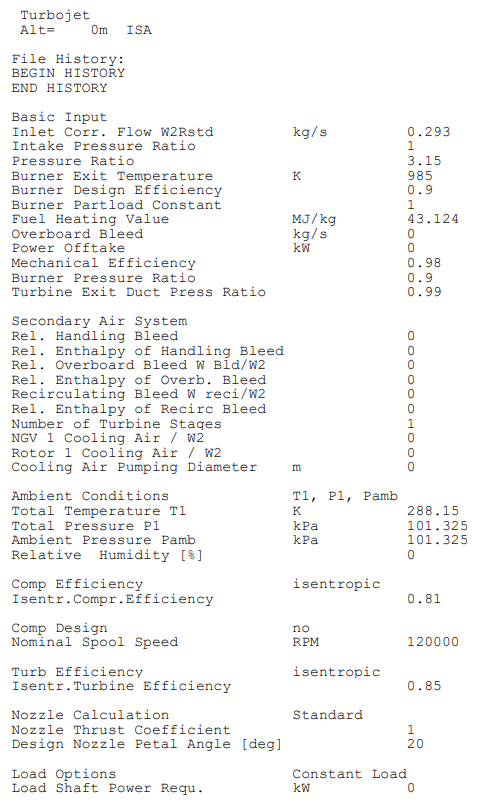 Turbojet
Alt= 0m ISA
File History:
BEGIN HISTORY
END HISTORY
Basic Input
Inlet Corr. Flow W2Rstd kg/s 0.293
Intake Pressure Ratio 1
Pressure Ratio 3.15
Burner Exit Temperature K 985
Burner Design Efficiency 0.9
Burner Partload Constant 1
Fuel Heating Value MJ/kg 43.124
Overboard Bleed kg/s 0
Power Offtake kW 0
Mechanical Efficiency 0.98
Burner Pressure Ratio 0.9
Turbine Exit Duct Press Ratio 0.99
Secondary Air System
Rel. Handling Bleed 0
Rel. Enthalpy of Handling Bleed 0
Rel. Overboard Bleed W Bld/W2 0
Rel. Enthalpy of Overb. Bleed 0
Recirculating Bleed W reci/W2 0
Rel. Enthalpy of Recirc Bleed 0
Number of Turbine Stages 1
NGV 1 Cooling Air / W2 0
Rotor 1 Cooling Air / W2 0
Cooling Air Pumping Diameter m 0
Ambient Conditions T1, P1, Pamb
Total Temperature T1 K 288.15
Total Pressure P1 kPa 101.325
Ambient Pressure Pamb kPa 101.325
Relative Humidity [%] 0
Comp Efficiency isentropic
Isentr.Compr.Efficiency 0.81
Comp Design no
Nominal Spool Speed RPM 120000
Turb Efficiency isentropic
Isentr.Turbine Efficiency 0.85
Nozzle Calculation Standard
Nozzle Thrust Coefficient 1
Design Nozzle Petal Angle [deg] 20
Load Options Constant Load
Load Shaft Power Requ. kW 0